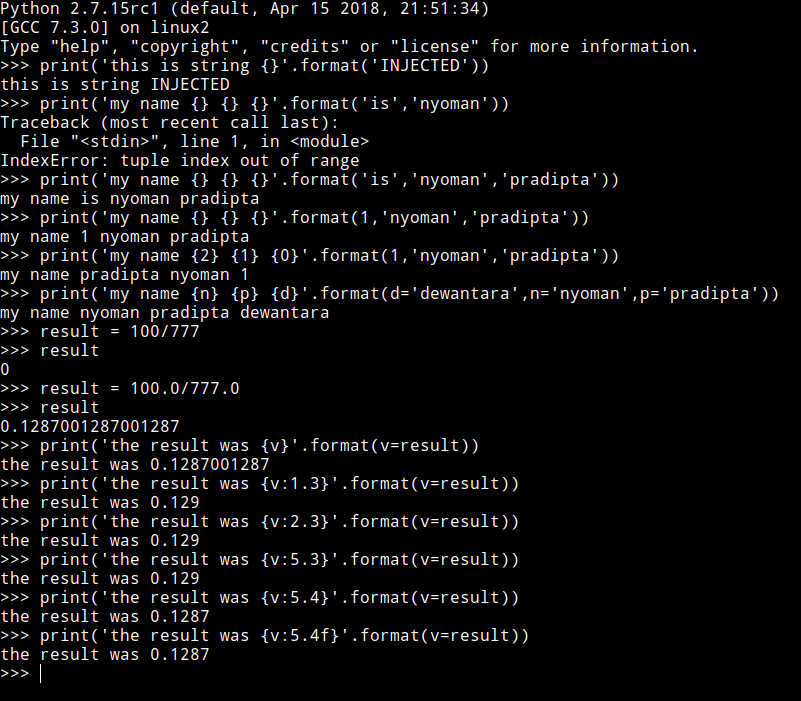 Python 2.7.15rc1 (default, Apr 15 2018, 21:51:34)
[GCC 7.3.0] on linux2
Type "help", "copyright", "credits" or "license" for more information.
>>> print('this is string {}'.format('INJECTED'))
this is string INJECTED
>>> print('my name {} {} {}'.format('is','nyoman'))
Traceback (most recent call last):
  File "<stdin>", line 1, in <module>
IndexError: tuple index out of range
>>> print('my name {} {} {}'.format('is','nyoman','pradipta'))
my name is nyoman pradipta
>>> print('my name {} {} {}'.format(1,'nyoman','pradipta'))
my name 1 nyoman pradipta
>>> print('my name {2} {1} {0}'.format(1,'nyoman','pradipta'))
my name pradipta nyoman 1
>>> print('my name {n} {p} {d}'.format(d='dewantara',n='nyoman',p='pradipta'))
my name nyoman pradipta dewantara
>>> result = 100/777
>>> result
0
>>> result = 100.0/777.0
>>> result
0.1287001287001287
>>> print('the result was {v}'.format(v=result))
the result was 0.1287001287
>>> print('the result was {v:1.3}'.format(v=result))
the result was 0.129
>>> print('the result was {v:2.3}'.format(v=result))
the result was 0.129
>>> print('the result was {v:5.3}'.format(v=result))
the result was 0.129
>>> print('the result was {v:5.4}'.format(v=result))
the result was 0.1287
>>> print('the result was {v:5.4f}'.format(v=result))
the result was 0.1287
>>>